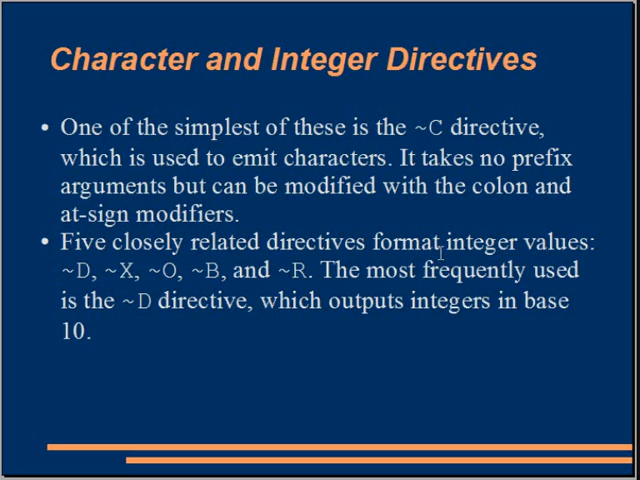 Character and Integer Directives
• One of the simplest of these is the ~C directive,
which is used to emit characters. It takes no prefix
arguments but can be modified with the colon and
at-sign modifiers.
• Five closely related directives format integer values:
~D, ~X, ~O, ~B, and ~R. The most frequently used
is the ~D directive, which outputs integers in base
10.